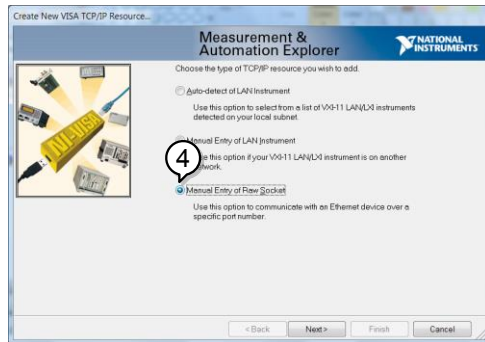 Create New VISA TCP/IP Resource...
Measurement &
Automation Explorer
NATIONAL
INSTRUMENTS
NI-VISA
Choose the type of TCP/IP resource you wish to add.
Auto-detect of LAN Instrument
Use this option to select from a list of VXI-11 LAN/LXI instruments
detected on your local subnet.
Manual Entry of LAN Instrument
this option if your VXI-11 LAN/LXI instrument is on another
4
Manual Entry of Raw Socket
Use this option to communicate with an Ethernet device over a
specific port number.
< Back
Next >
Finish
Cancel